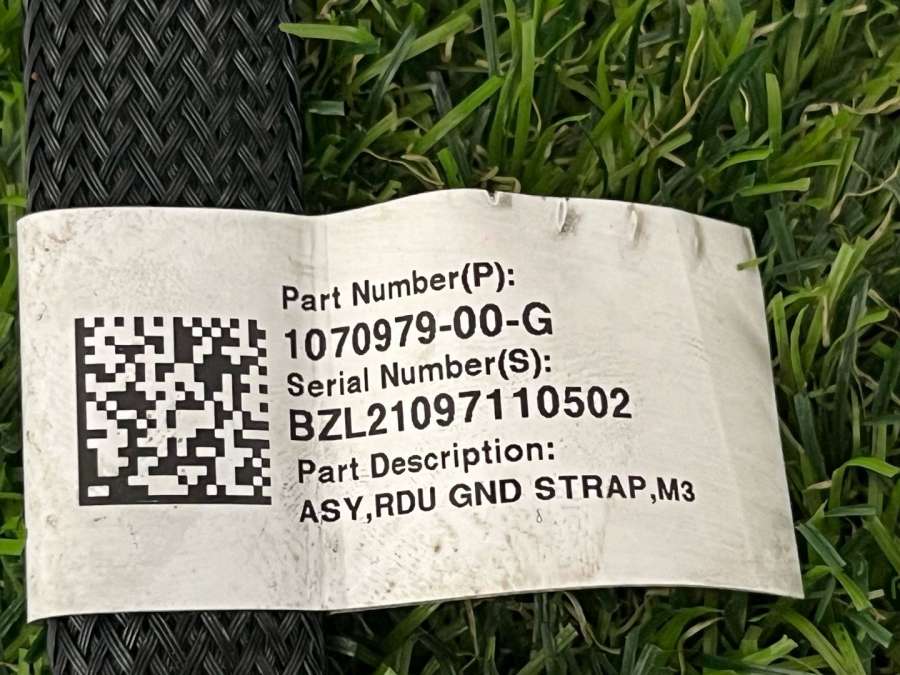 Part Number(P):
1070979-00-G
Serial Number(S):
BZL21097110502
Part Description:
ASY,RDU GND STRAP,M3